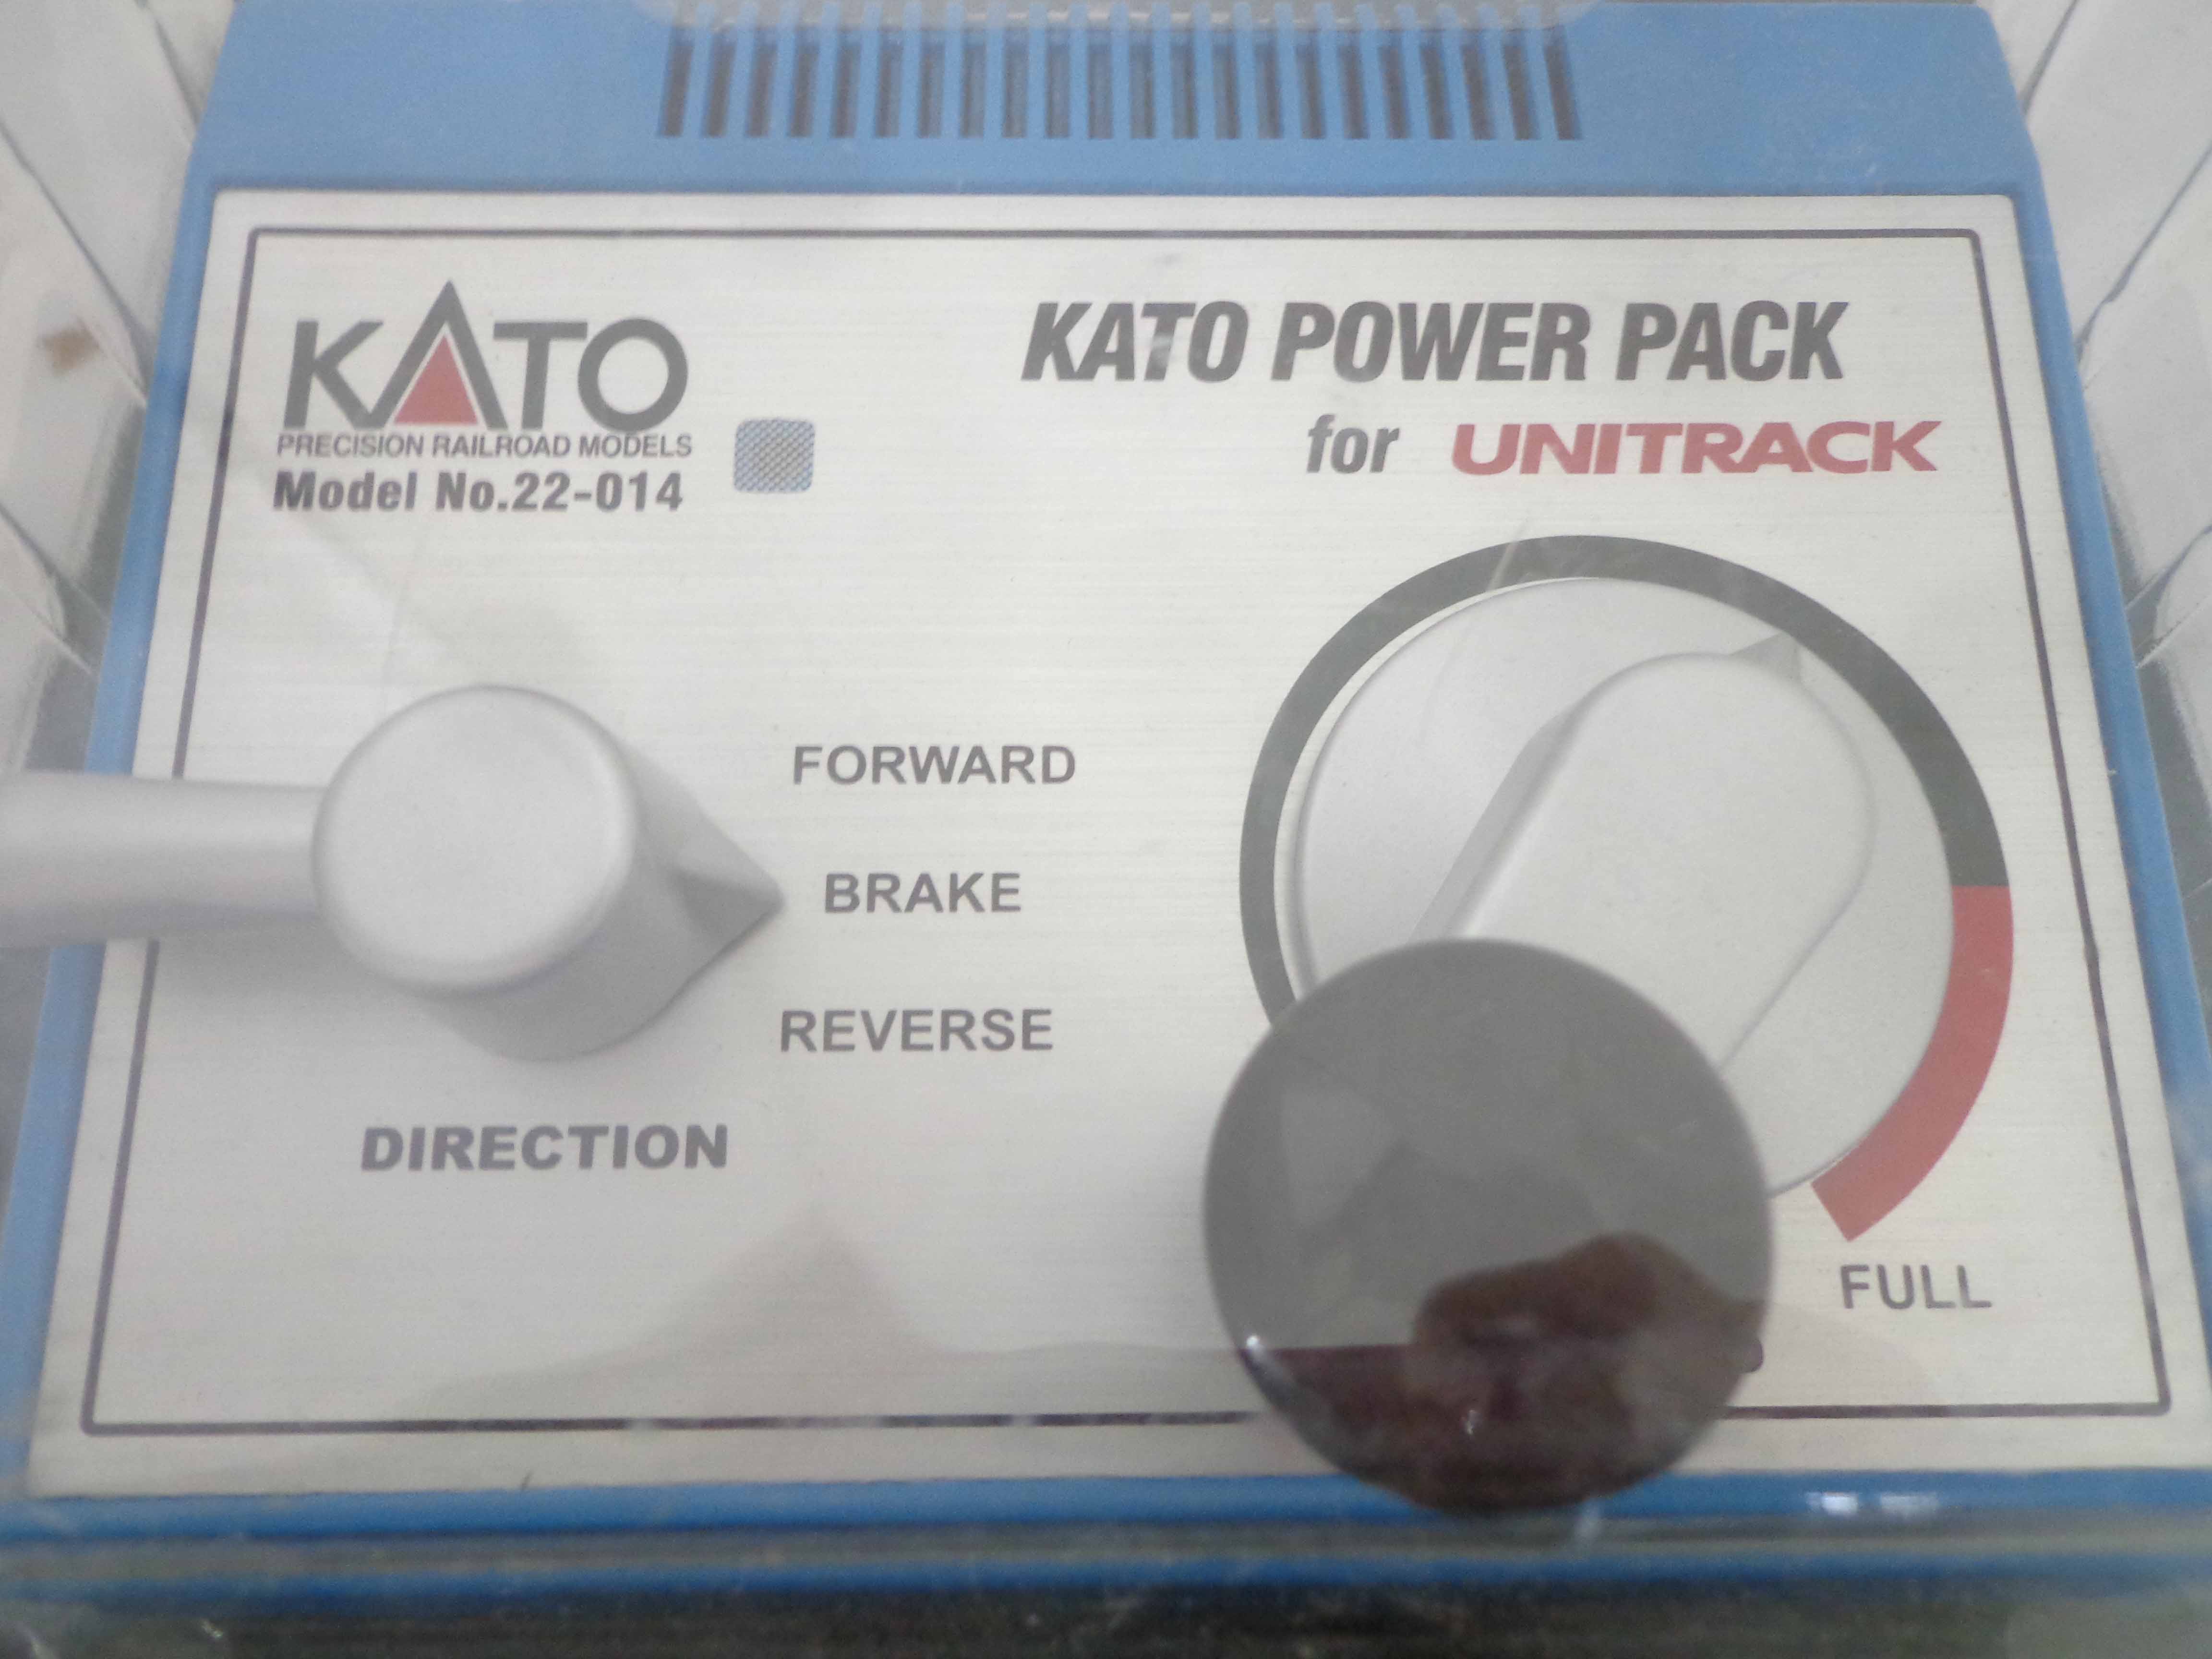 KATO
PRECISION RAILROAD MODELS
Model No.22-014
KATO POWER PACK
for UNITRACK
FORWARD
BRAKE
REVERSE
DIRECTION
FULL